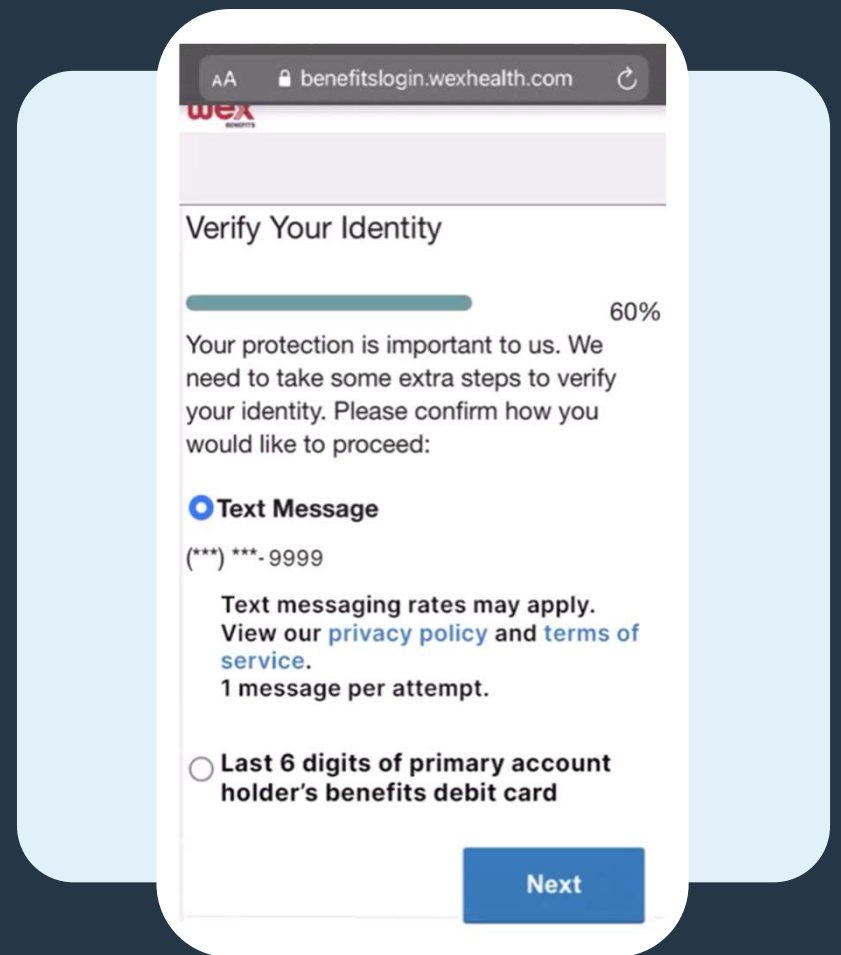 AA benefitslogin.wexhealth.com
wex
BENEFITS
Verify Your Identity
60%
Your protection is important to us. We
need to take some extra steps to verify
your identity. Please confirm how you
would like to proceed:
Text Message
(***) ***-9999
Text messaging rates may apply.
View our privacy policy and terms of
service.
1 message per attempt.
Last 6 digits of primary account
holder's benefits debit card
Next